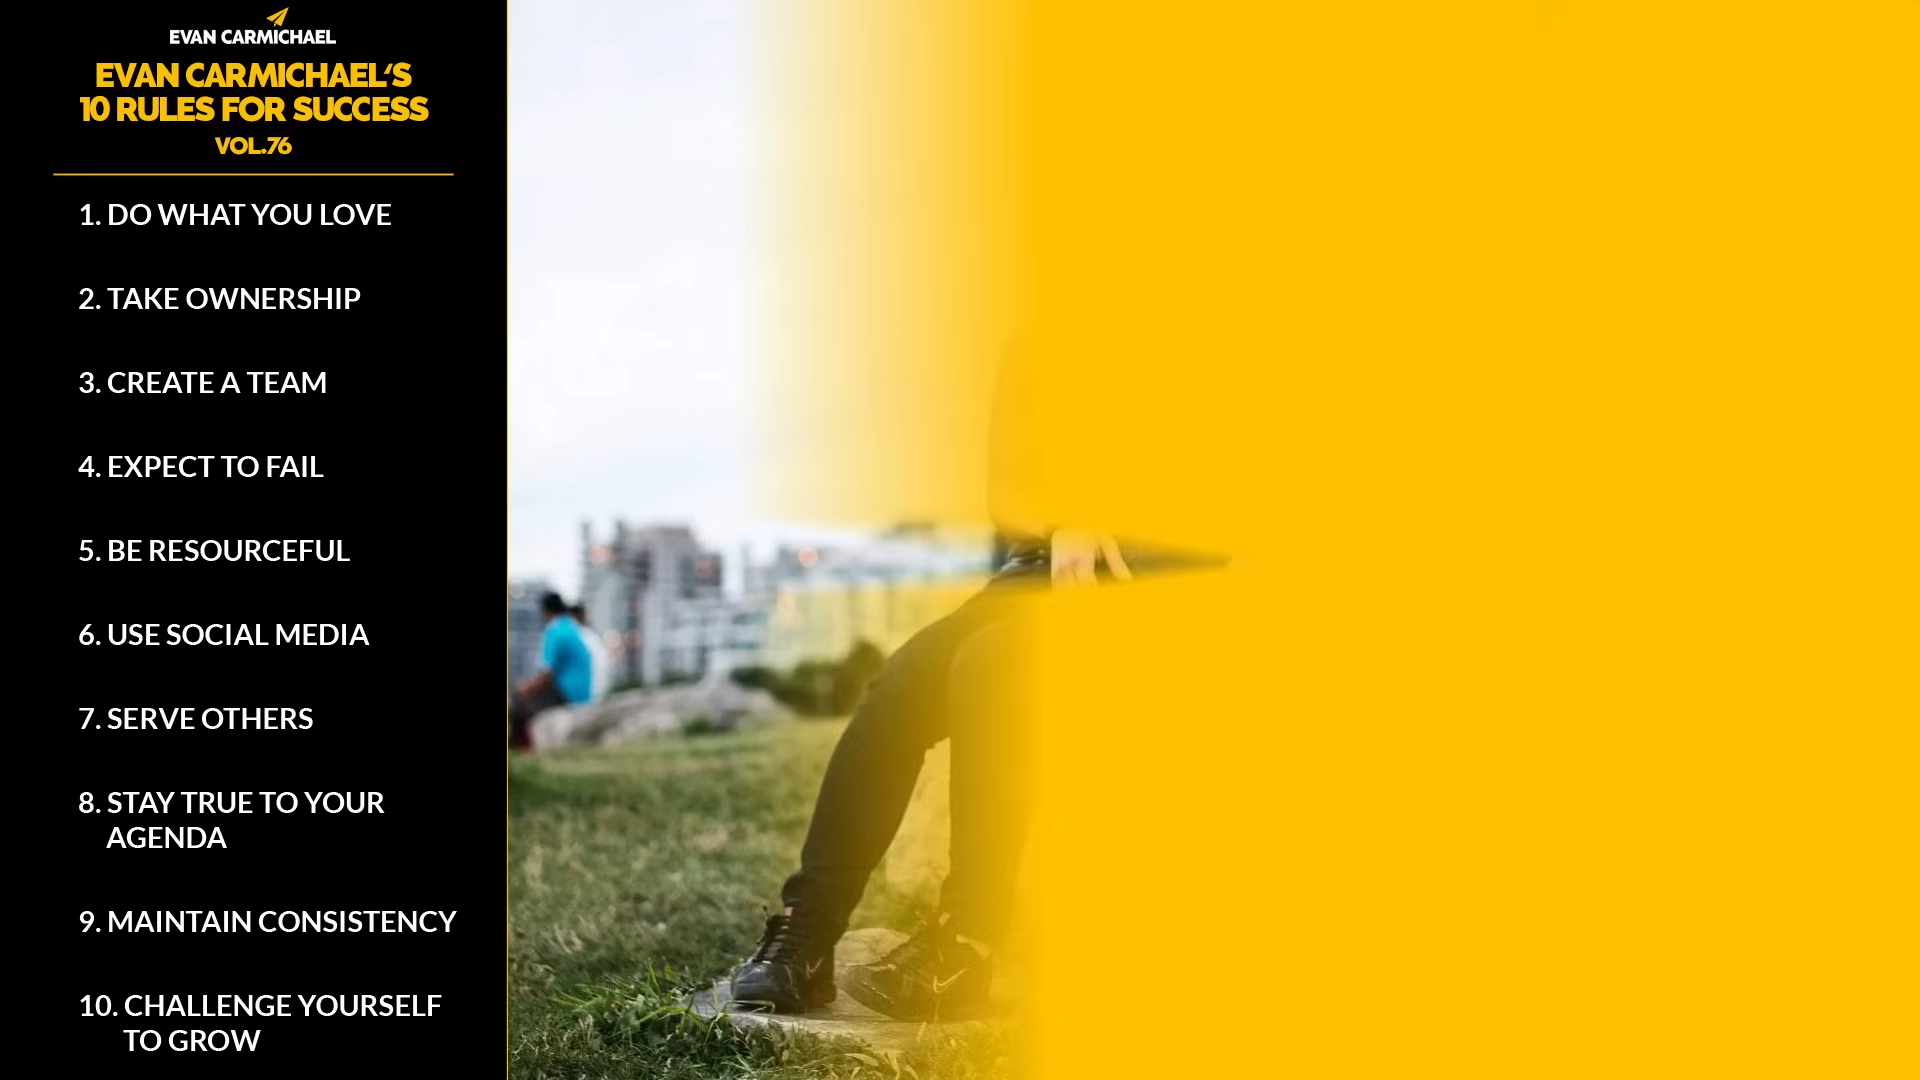 EVAN CARMICHAEL
EVAN CARMICHAEL'S
10 RULES FOR SUCCESS
VOL.76
1. DO WHAT YOU LOVE
2. TAKE OWNERSHIP
3. CREATE A TEAM
4. EXPECT TO FAIL
5. BE RESOURCEFUL
6. USE SOCIAL MEDIA
7. SERVE OTHERS
8. STAY TRUE TO YOUR
AGENDA
9. MAINTAIN CONSISTENCY
10. CHALLENGE YOURSELF
TO GROW